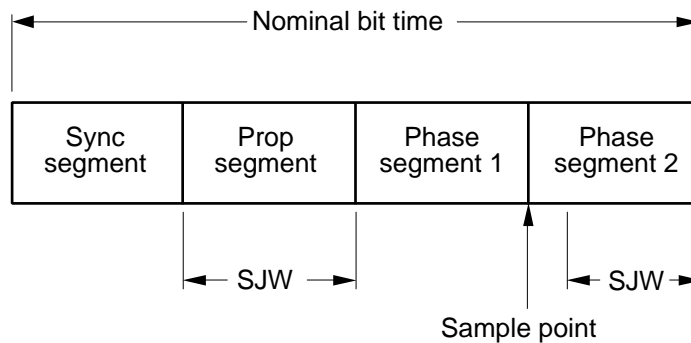 Nominal bit time
Sync
segment
Prop
segment
Phase
segment 1
Phase
segment 2
SJW
SJW
Sample point